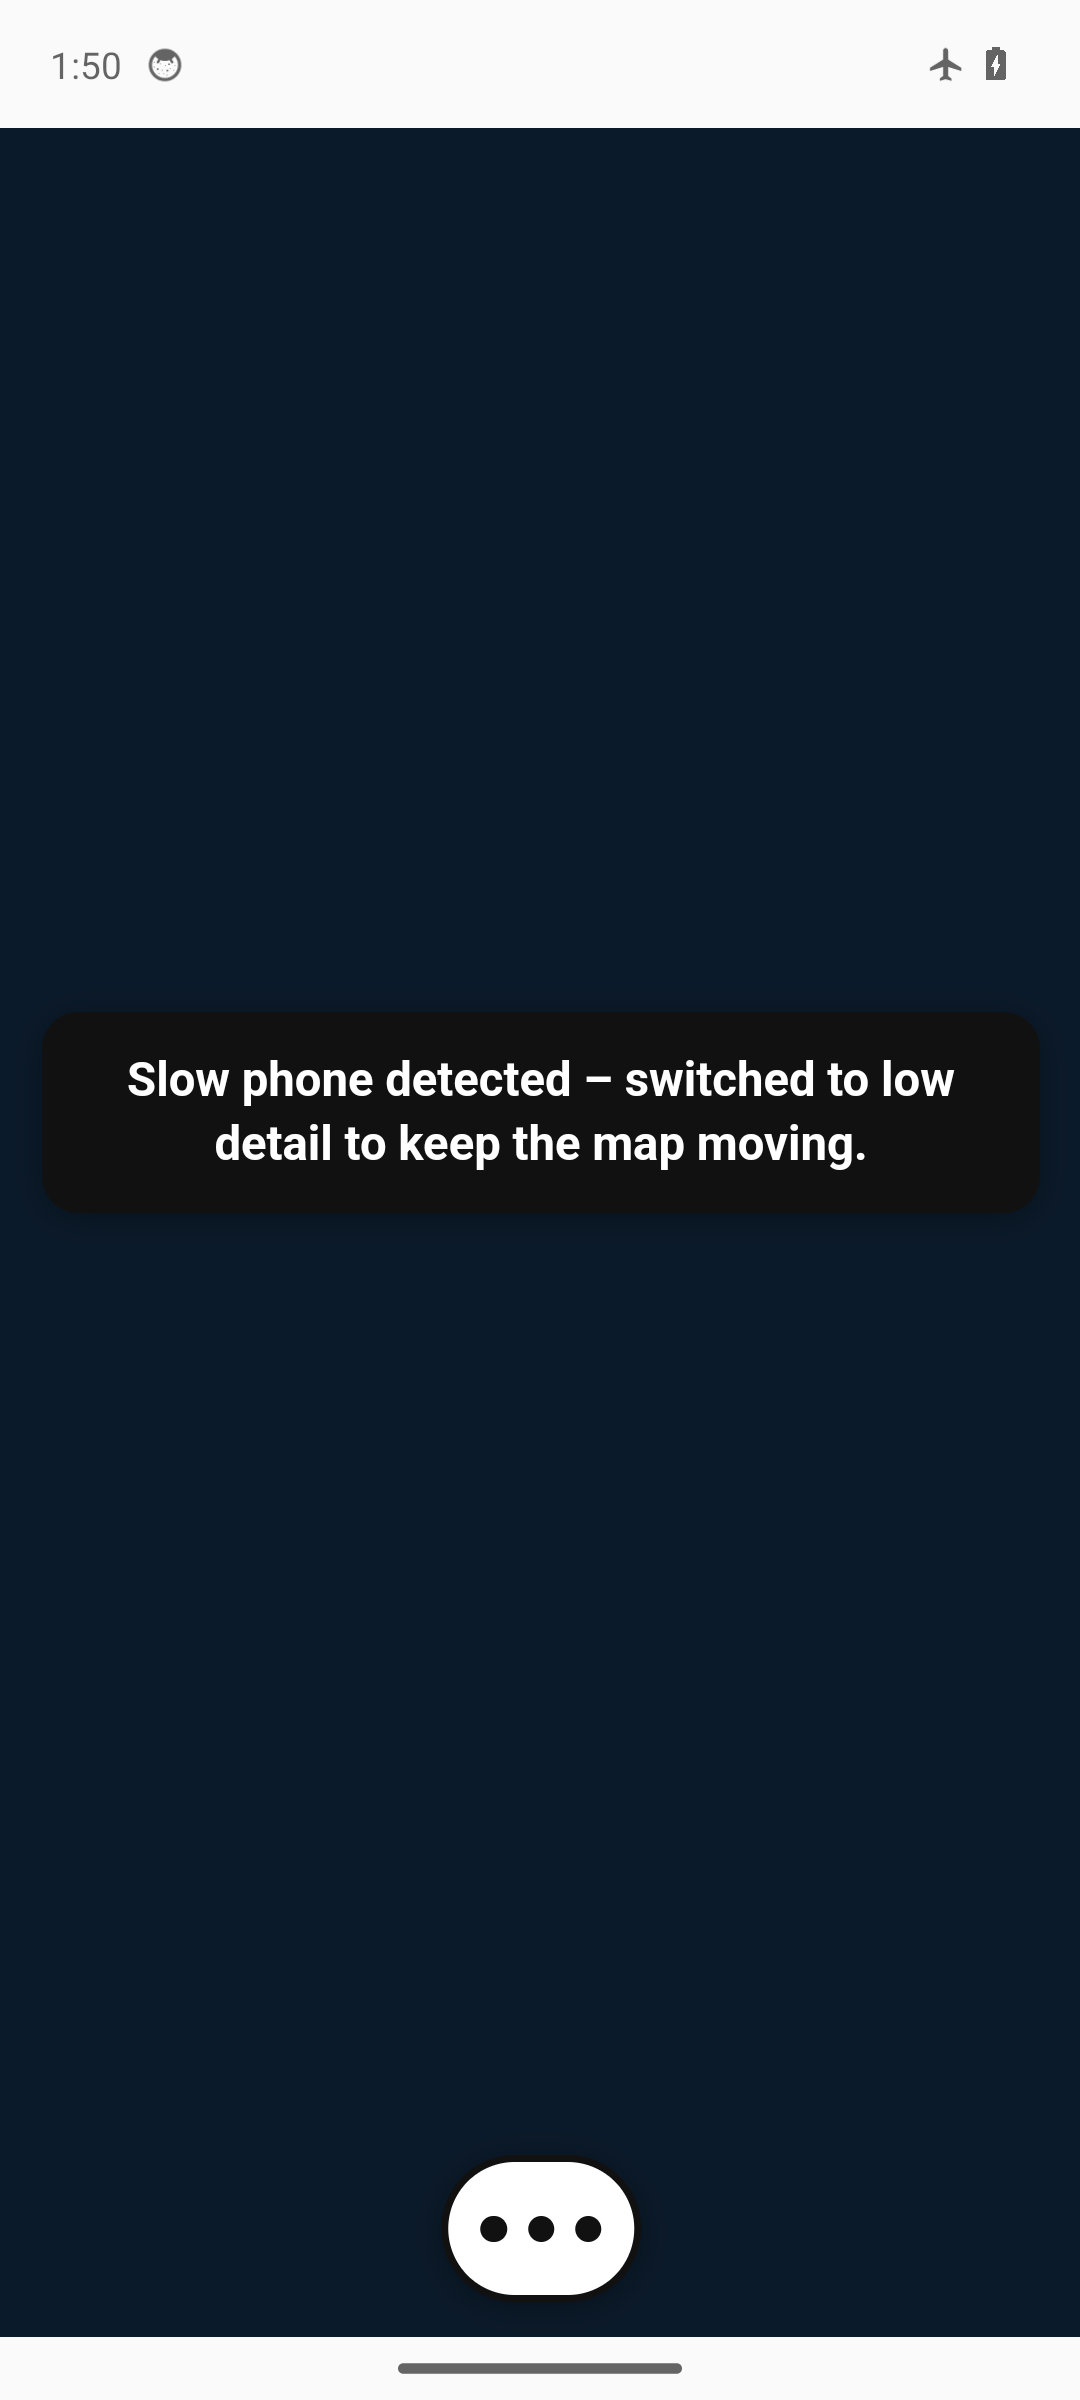 1:50
Slow phone detected – switched to low
detail to keep the map moving.